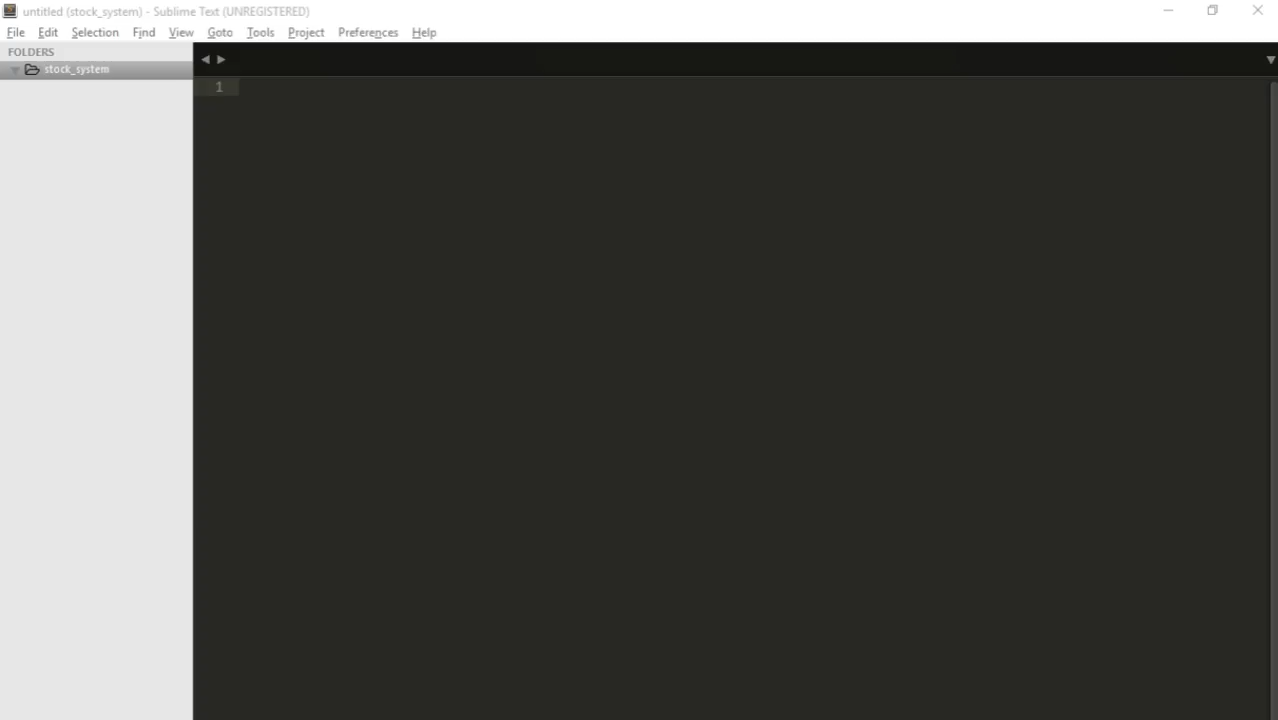 untitled (stock_system) - Sublime Text (UNREGISTERED)
File Edit Selection Find View Goto Tools Project Preferences Help
FOLDERS
stock_system
1